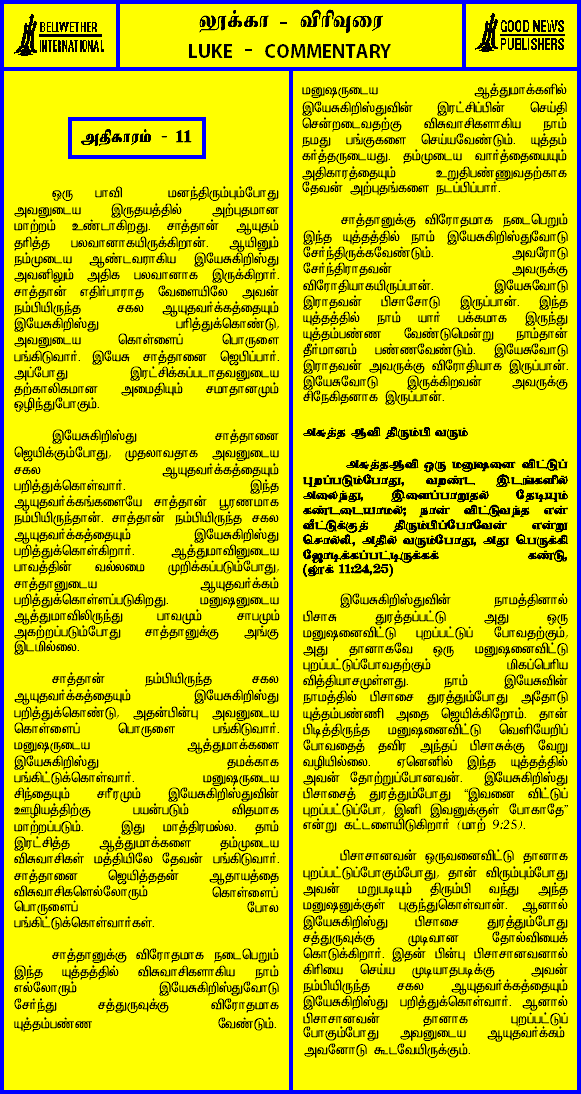 BELIWETHER
INTERNATIONAL
லூக்கா - விரிவுரை
LUKE - COMMENTARY
GOOD NEWS
PUBLISHERS
அதிகாரம் - 11
ஒரு பாவி மனந்திரும்பும்போது
அவனுடைய இருதயத்தில் அற்புதமான
மாற்றம் உண்டாகிறது. சாத்தான் ஆயுதம்
தரித்த பலவானாகயிருக்கிறான். ஆயினும்
நம்முடைய ஆண்டவராகிய இயேசுகிறிஸ்து
அவனிலும் அதிக பலவானாக இருக்கிறார்.
சாத்தான் எதிர்பாராத வேளையிலே அவன்
நம்பியிருந்த சகல ஆயுதவர்க்கத்தையும்
இயேசுகிறிஸ்து பறித்துக்கொண்டு,
அவனுடைய கொள்ளைப் பொருளை
பங்கிடுவார். இயேசு சாத்தானை ஜெபிப்பார்.
அப்போது இரட்சிக்கப்படாதவனுடைய
தற்காலிகமான அமைதியும் சமாதானமும்
ஒழிந்துபோகும்.
இயேசுகிறிஸ்து சாத்தானை
ஜெயிக்கும்போது, முதலாவதாக அவனுடைய
சகல ஆயுதவர்க்கத்தையும்
பறித்துக்கொள்வார். இந்த
ஆயுதவர்க்கங்களையே சாத்தான் பூரணமாக
நம்பியிருந்தான். சாத்தான் நம்பியிருந்த சகல
ஆயுதவர்க்கத்தையும் இயேசுகிறிஸ்து
பறித்துக்கொள்கிறார். ஆத்துமாவினுடைய
பாவத்தின் வல்லமை முறிக்கப்படும்போது,
சாத்தானுடைய ஆயுதவர்க்கம்
பறித்துக்கொள்ளப்படுகிறது. மனுஷனுடைய
ஆத்துமாவிலிருந்து பாவமும் சாபமும்
அகற்றப்படும்போது சாத்தானுக்கு அங்கு
இடமில்லை.
சாத்தான் நம்பியிருந்த சகல
ஆயுதவர்க்கத்தையும் இயேசுகிறிஸ்து
பறித்துக்கொண்டு, அதன்பின்பு அவனுடைய
கொள்ளைப் பொருளை பங்கிடுவார்.
மனுஷருடைய ஆத்துமாக்களை
இயேசுகிறிஸ்து தமக்காக
பங்கிட்டுக்கொள்வார். மனுஷருடைய
சிந்தையும் சரீரமும் இயேசுகிறிஸ்துவின்
ஊழியத்திற்கு பயன்படும் விதமாக
மாற்றப்படும். இது மாத்திரமல்ல. தாம்
இரட்சித்த ஆத்துமாக்களை தம்முடைய
விசுவாசிகள் மத்தியிலே தேவன் பங்கிடுவார்.
சாத்தானை ஜெயித்ததன் ஆதாயத்தை
விசுவாசிகளெல்லோரும் கொள்ளைப்
பொருளைப் போல
பங்கிட்டுக்கொள்வார்கள்.
சாத்தானுக்கு விரோதமாக நடைபெறும்
இந்த யுத்தத்தில் விசுவாசிகளாகிய நாம்
எல்லோரும் இயேசுகிறிஸ்துவோடு
சேர்ந்து சத்துருவுக்கு விரோதமாக
யுத்தம்பண்ண வேண்டும்.
மனுஷருடைய ஆத்துமாக்களில்
இயேசுகிறிஸ்துவின் இரட்சிப்பின் செய்தி
சென்றடைவதற்கு விசுவாசிகளாகிய நாம்
நமது பங்குகளை செய்யவேண்டும். யுத்தம்
கர்த்தருடையது. தம்முடைய வார்த்தையையும்
அதிகாரத்தையும் உறுதிபண்ணுவதற்காக
தேவன் அற்புதங்களை நடப்பிப்பார்.
சாத்தானுக்கு விரோதமாக நடைபெறும்
இந்த யுத்தத்தில் நாம் இயேசுகிறிஸ்துவோடு
சேர்ந்திருக்கவேண்டும். அவரோடு
சேர்ந்திராதவன் அவருக்கு
விரோதியாகயிருப்பான். இயேசுவோடு
இராதவன் பிசாசோடு இருப்பான். இந்த
யுத்தத்தில் நாம் யார் பக்கமாக இருந்து
யுத்தம்பண்ண வேண்டுமென்று நாம்தான்
தீர்மானம் பண்ணவேண்டும். இயேசுவோடு
இராதவன் அவருக்கு விரோதியாக இருப்பான்.
இயேசுவோடு இருக்கிறவன் அவருக்கு
சிநேகிதனாக இருப்பான்.
அசுத்த ஆவி திரும்பி வரும்
அசுத்தஆவி ஒரு மனுஷனை விட்டுப்
புறப்படும்போது, வறண்ட இடங்களில்
அலைந்து, இளைப்பாறுதல் தேடியும்
கண்டடையாமல்; நான் விட்டுவந்த என்
வீட்டுக்குத் திரும்பிப்போவேன் என்று
சொல்லி, அதில் வரும்போது, அது பெருக்கி
ஜோடிக்கப்பட்டிருக்கக் கண்டு,
(லூக் 11:24,25)
இயேசுகிறிஸ்துவின் நாமத்தினால்
பிசாசு துரத்தப்பட்டு அது ஒரு
மனுஷனைவிட்டு புறப்பட்டுப் போவதற்கும்,
அது தானாகவே ஒரு மனுஷனைவிட்டு
புறப்பட்டுப்போவதற்கும் மிகப்பெரிய
வித்தியாசமுள்ளது. நாம் இயேசுவின்
நாமத்தில் பிசாசை துரத்தும்போது அதோடு
யுத்தம்பண்ணி அதை ஜெயிக்கிறோம். தான்
பிடித்திருந்த மனுஷனைவிட்டு வெளியேறிப்
போவதைத் தவிர அந்தப் பிசாசுக்கு வேறு
வழியில்லை. ஏனெனில் இந்த யுத்தத்தில்
அவன் தோற்றுப்போனவன். இயேசுகிறிஸ்து
பிசாசைத் துரத்தும்போது “இவனை விட்டுப்
புறப்பட்டுப்போ, இனி இவனுக்குள் போகாதே”
என்று கட்டளையிடுகிறார் (மாற் 9:25).
பிசாசானவன் ஒருவனைவிட்டு தானாக
புறப்பட்டுப்போகும்போது, தான் விரும்பும்போது
அவன் மறுபடியும் திரும்பி வந்து அந்த
மனுஷனுக்குள் புகுந்துகொள்வான். ஆனால்
இயேசுகிறிஸ்து பிசாசை துரத்தும்போது
சத்துருவுக்கு முடிவான தோல்வியைக்
கொடுக்கிறார். இதன் பின்பு பிசாசானவனால்
கிரியை செய்ய முடியாதபடிக்கு அவன்
நம்பியிருந்த சகல ஆயுதவர்க்கத்தையும்
இயேசுகிறிஸ்து பறித்துக்கொள்வார். ஆனால்
பிசாசானவன் தானாக புறப்பட்டுப்
போகும்போது அவனுடைய ஆயுதவர்க்கம்
அவனோடு கூடவேயிருக்கும்.